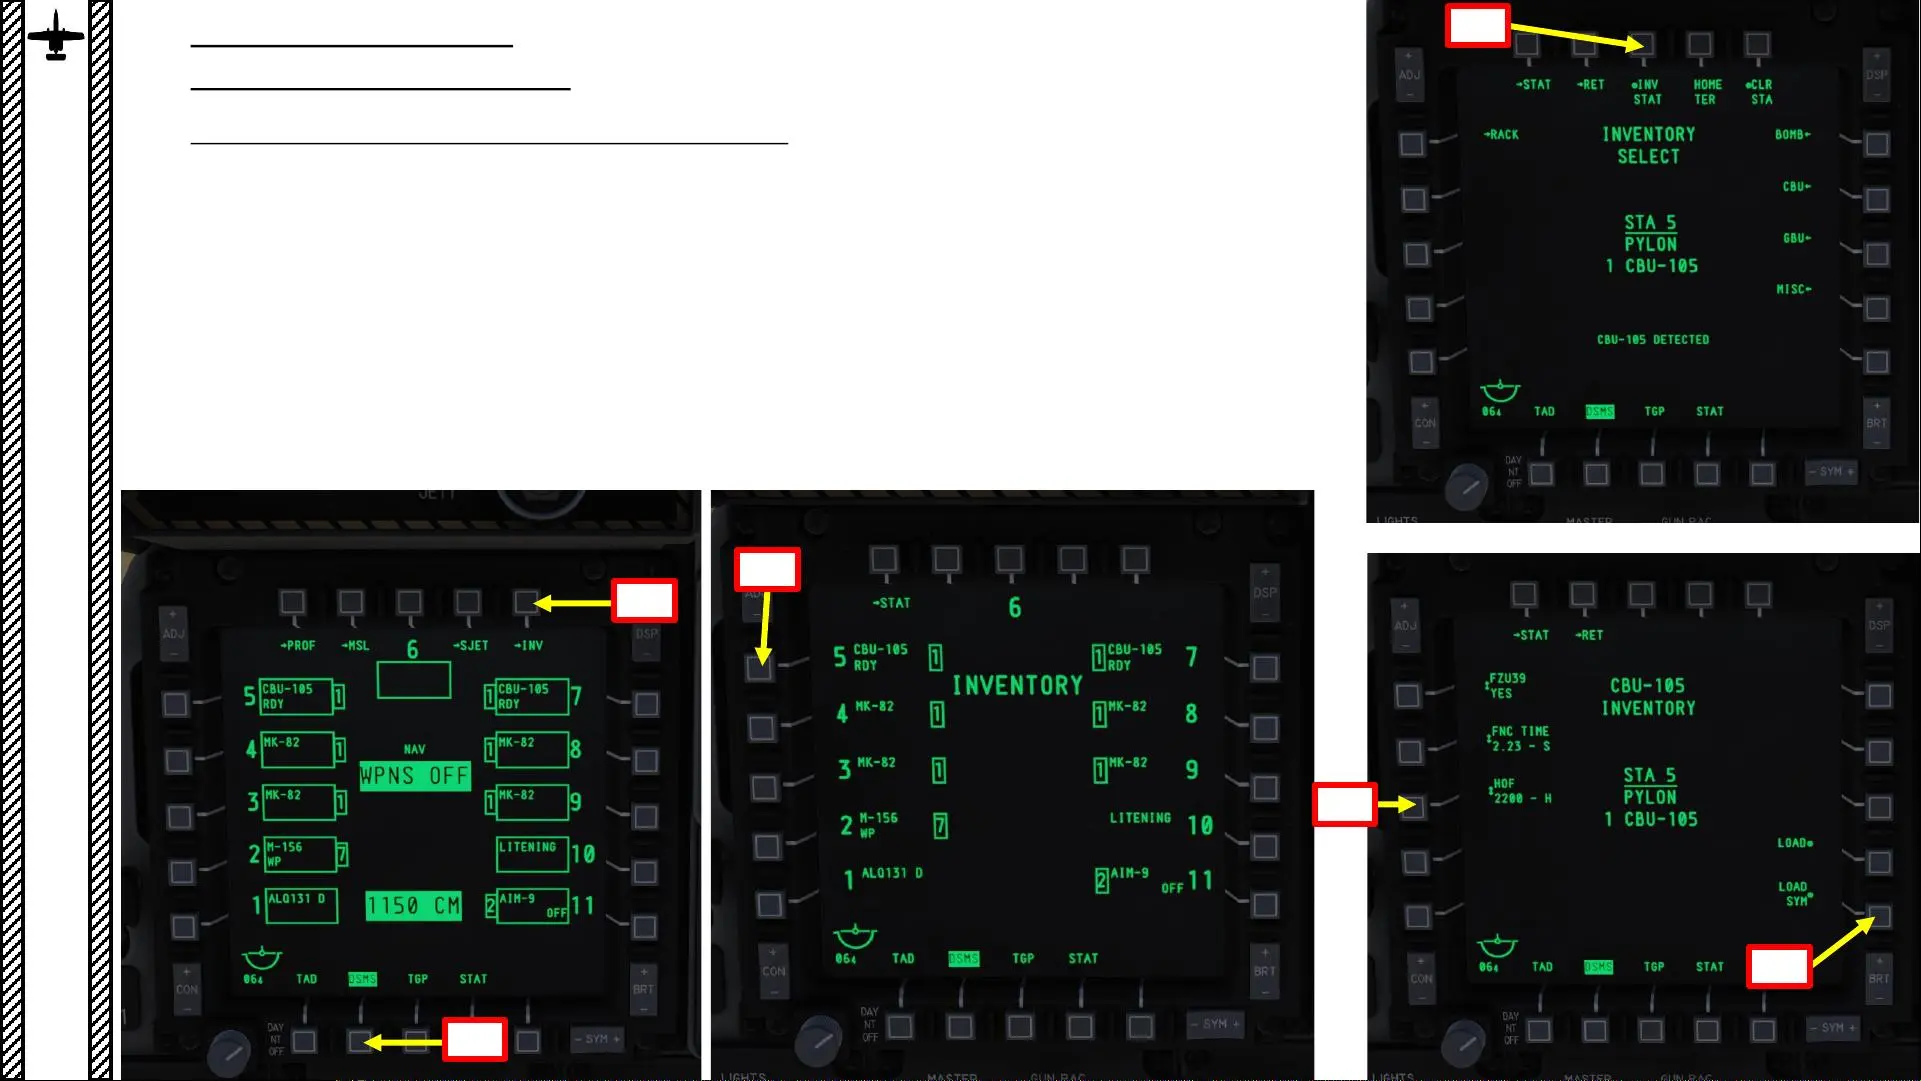 →STAT →RET ●INV STAT HOME TER ●CLR STA
ADJ
DSP
→RACK
INVENTORY
SELECT
BOMB←
CBU←
STA 5
PYLON
GBU←
1 CBU-105
MISC←
CBU-105 DETECTED
064 TAD DSMS TGP STAT
CON
BRT
DAY
NT
OFF
- SYM +
LIGHTS MASTER GUN-PAC
JETT
ADJ
DSP
→PROF →MSL 6 →SJET →INV
5 CBU-105 RDY 1
1 CBU-105 RDY 7
4 MK-82 1
1 MK-82 8
NAV
WPNS OFF
3 MK-82 1
1 MK-82 9
2 M-156 WP 7
LITENING 10
1 ALQ131 D
1150 CM
2 AIM-9 OFF 11
064 TAD DSMS TGP STAT
CON
BRT
DAY
NT
OFF
- SYM +
DSP
→STAT
6
5 CBU-105 RDY 1
1 CBU-105 RDY 7
INVENTORY
4 MK-82 1
1 MK-82 8
3 MK-82 1
1 MK-82 9
2 M-156 WP 7
LITENING 10
1 ALQ131 D
2 AIM-9 OFF 11
064 TAD DSMS TGP STAT
CON
BRT
DAY
NT
OFF
- SYM +
LIGHTS MASTER GUN-PAC
ADJ
DSP
→STAT →RET
↕FZU39
YES
CBU-105
INVENTORY
↕FNC TIME
2.23 - S
↕HOF
2200 - H
STA 5
PYLON
1 CBU-105
LOAD●
LOAD
SYM●
064 TAD DSMS TGP STAT
CON
BRT
DAY
NT
OFF
- SYM +